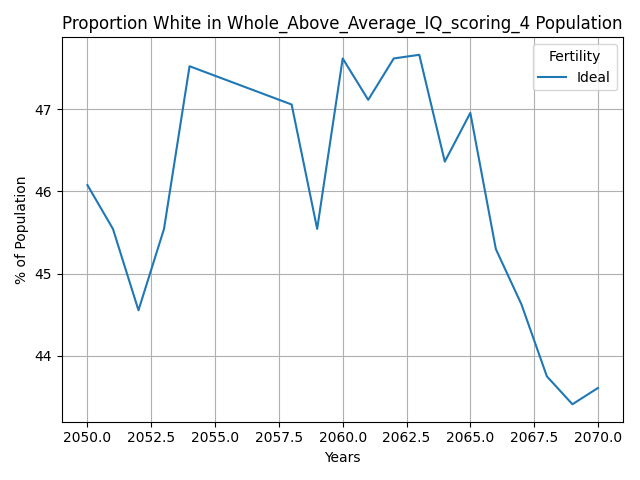 Proportion White in Whole_Above_Average_IQ_scoring_4 Population
Fertility
Ideal
47
46
45
44
% of Population
2050.0 2052.5 2055.0 2057.5 2060.0 2062.5 2065.0 2067.5 2070.0
Years